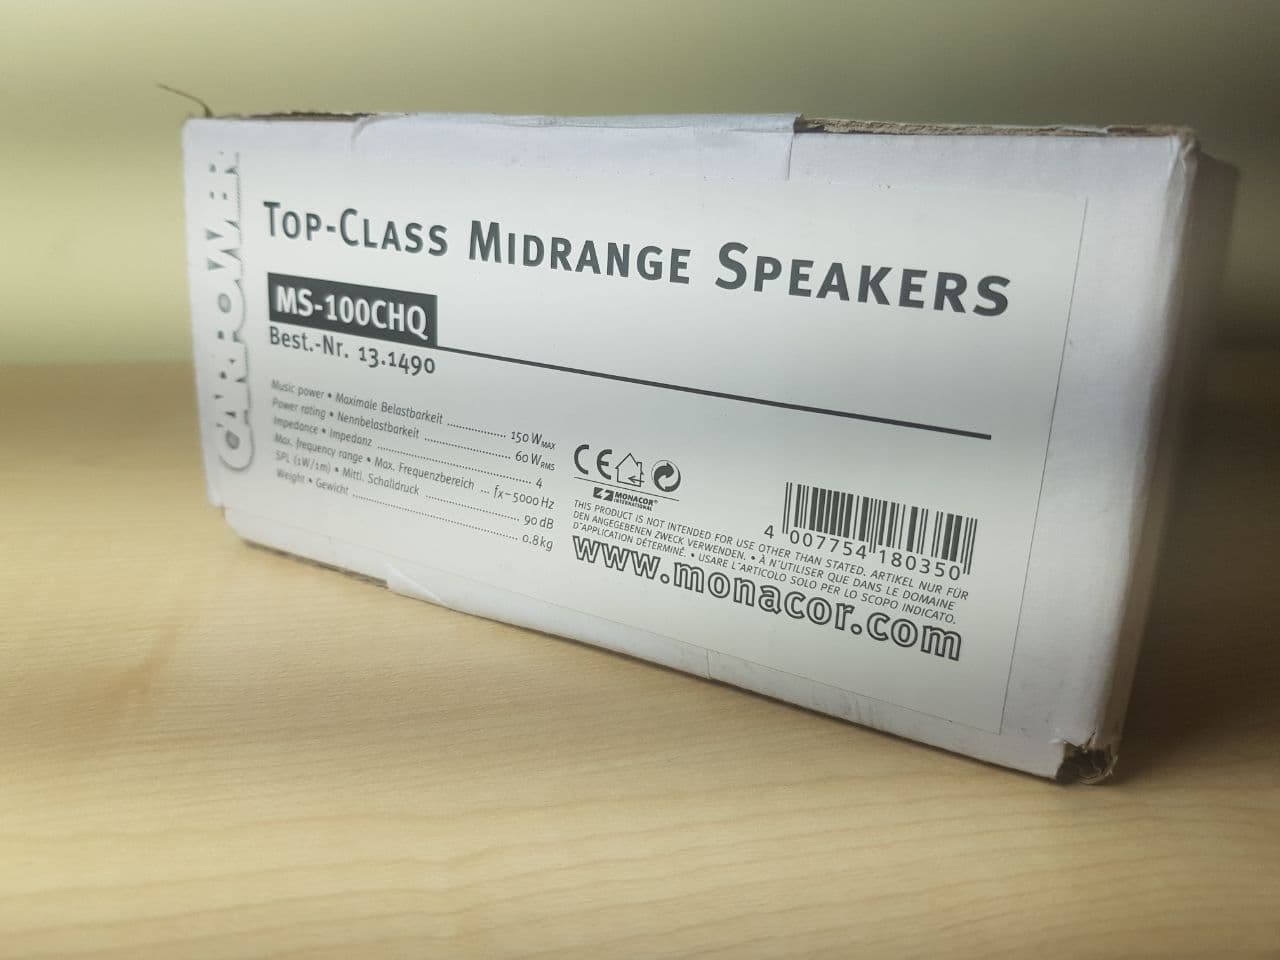 CARPOWER
TOP-CLASS MIDRANGE SPEAKERS
MS-100CHQ
Best.-Nr. 13.1490
Music power • Maximale Belastbarkeit .............. 150 WMAX
Power rating • Nennbelastbarkeit .................... 60 WRMS
Impedance • Impedanz ................................... 4
Max. frequency range • Max. Frequenzbereich ... fx–5000 Hz
SPL (1W/1m) • Mittl. Schalldruck ..................... 90 dB
Weight • Gewicht ......................................... 0.8 kg
CE
MONACOR®
INTERNATIONAL
4 007754 180350
THIS PRODUCT IS NOT INTENDED FOR USE OTHER THAN STATED. ARTIKEL NUR FÜR
DEN ANGEGEBENEN ZWECK VERWENDEN. • À N'UTILISER QUE DANS LE DOMAINE
D'APPLICATION DÉTERMINÉ. • USARE L'ARTICOLO SOLO PER LO SCOPO INDICATO.
www.monacor.com